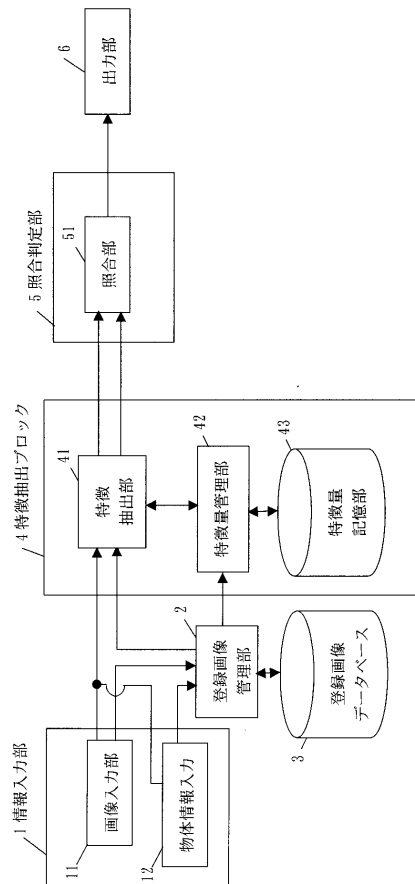 1 情報入力部
11
画像入力部
12
物体情報入力
2
登録画像
管理部
3
登録画像
データベース
4 特徴抽出ブロック
41
特徴
抽出部
42
特徴量管理部
43
特徴量
記憶部
5 照合判定部
51
照合部
6
出力部